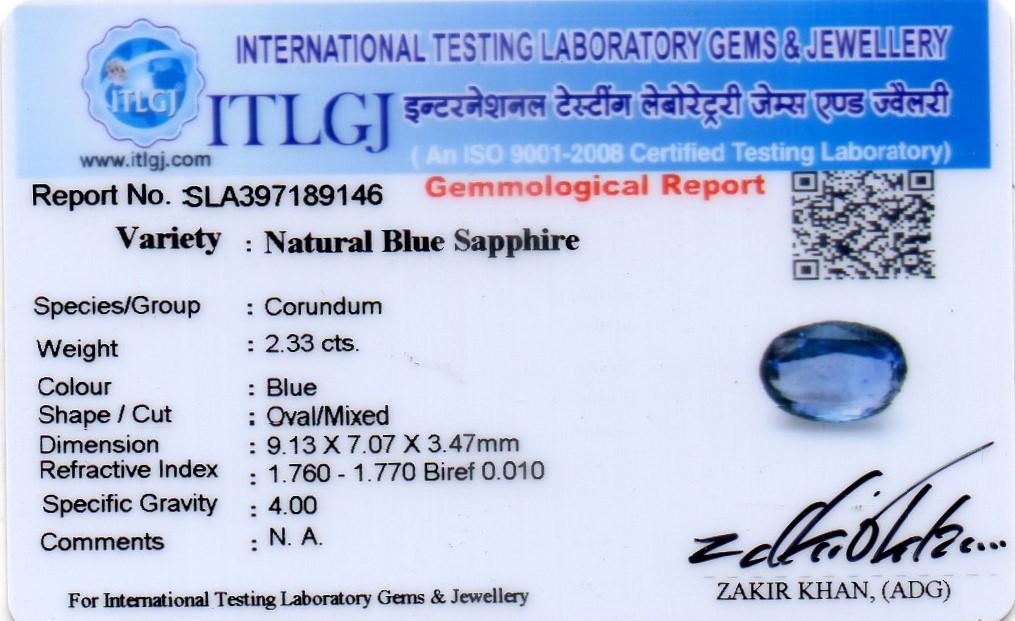 INTERNATIONAL TESTING LABORATORY GEMS & JEWELLERY
ITLGJ
ITLGJ इन्टरनेशनल टेस्टींग लेबोरेट्ररी जेम्स एण्ड ज्वैलरी
www.itlgj.com
( An ISO 9001-2008 Certified Testing Laboratory)
Report No. SLA397189146
Gemmological Report
Variety : Natural Blue Sapphire
Species/Group : Corundum
Weight : 2.33 cts.
Colour : Blue
Shape / Cut : Oval/Mixed
Dimension : 9.13 X 7.07 X 3.47mm
Refractive Index : 1.760 - 1.770 Biref 0.010
Specific Gravity : 4.00
Comments : N. A.
ZAKIR KHAN, (ADG)
For International Testing Laboratory Gems & Jewellery